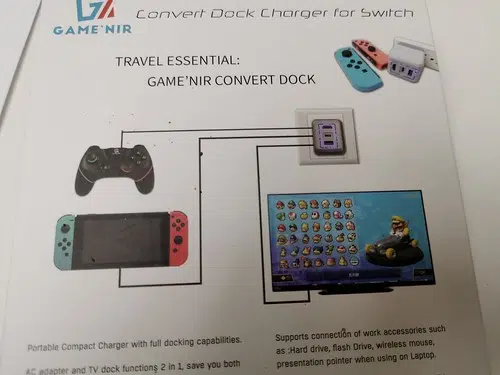 GAME'NIR
Convert Dock Charger for Switch
TRAVEL ESSENTIAL:
GAME'NIR CONVERT DOCK
Portable Compact Charger with full docking capabilities.
AC adapter and TV dock functions 2 in 1, save you both
Supports connection of work accessories such
as :Hard drive, flash Drive, wireless mouse,
presentation pointer when using on Laptop.